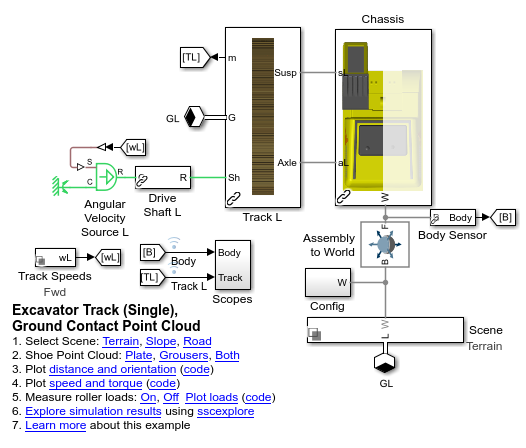 Chassis
[TL]
m
Susp
sL
GL
G
[wL]
S
R
C
R
Sh
Axle
aL
Angular
Velocity
Source L
Drive
Shaft L
Track L
W
Body
[B]
S
Body Sensor
F
Assembly
to World
B
wL
[wL]
Track Speeds
Fwd
[B]
Body
Body
[TL]
Track L
Track
Scopes
W
Config
W
L
Scene
Terrain
GL
Excavator Track (Single),
Ground Contact Point Cloud
1. Select Scene: Terrain, Slope, Road
2. Shoe Point Cloud: Plate, Grousers, Both
3. Plot distance and orientation (code)
4. Plot speed and torque (code)
5. Measure roller loads: On, Off Plot loads (code)
6. Explore simulation results using sscexplore
7. Learn more about this example